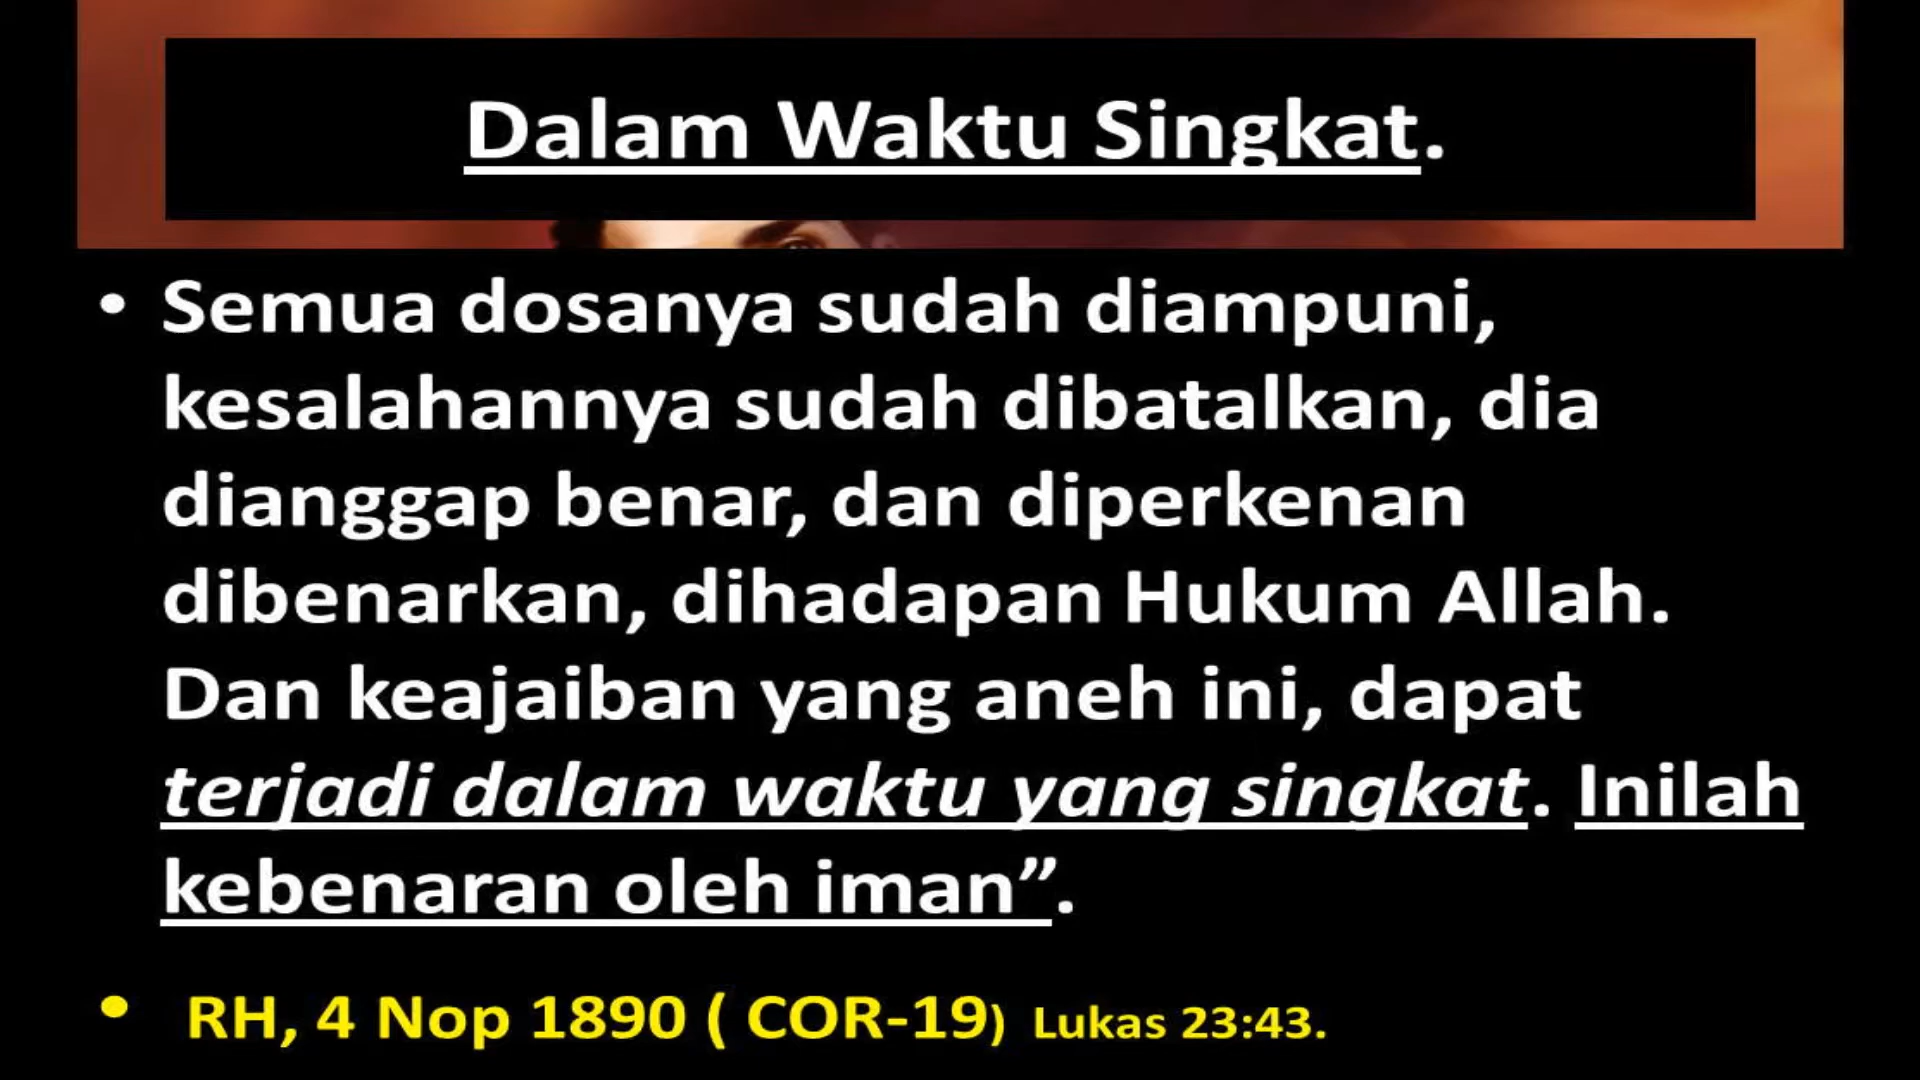 Dalam Waktu Singkat.
• Semua dosanya sudah diampuni,
kesalahannya sudah dibatalkan, dia
dianggap benar, dan diperkenan
dibenarkan, dihadapan Hukum Allah.
Dan keajaiban yang aneh ini, dapat
terjadi dalam waktu yang singkat. Inilah
kebenaran oleh iman”.
• RH, 4 Nop 1890 ( COR-19) Lukas 23:43.